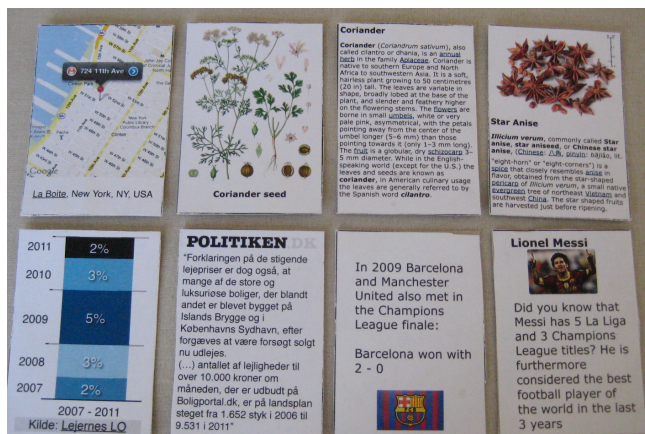 724 11th Ave
Google
La Boite, New York, NY, USA
Coriander seed
Coriander
Coriander (Coriandrum sativum), also
called cilantro or dhania, is an annual
herb in the family Apiaceae. Coriander is
native to southern Europe and North
Africa to southwestern Asia. It is a soft,
hairless plant growing to 50 centimetres
(20 in) tall. The leaves are variable in
shape, broadly lobed at the base of the
plant, and slender and feathery higher
on the flowering stems. The flowers are
borne in small umbels, white or very
pale pink, asymmetrical, with the petals
pointing away from the center of the
umbel longer (5–6 mm) than those
pointing towards it (only 1–3 mm long).
The fruit is a globular, dry schizocarp 3–
5 mm diameter. While in the English-
speaking world (except for the U.S.) the
leaves and seeds are known as
coriander, in American culinary usage
the leaves are generally referred to by
the Spanish word cilantro.
Star Anise
Illicium verum, commonly called Star
anise, star aniseed, or Chinese star
anise, (Chinese: 八角, pinyin: bājiǎo, lit.
"eight-horn" or "eight-corners") is a
spice that closely resembles anise in
flavor, obtained from the star-shaped
pericarp of Illicium verum, a small native
evergreen tree of northeast Vietnam and
southwest China. The star shaped fruits
are harvested just before ripening.
2011 2%
2010 3%
2009 5%
2008 3%
2007 2%
2007 - 2011
Kilde: Lejernes LO
POLITIKEN DK
"Forklaringen på de stigende
lejepriser er dog også, at
mange af de store og
luksuriøse boliger, der blandt
andet er blevet bygget på
Islands Brygge og i
Københavns Sydhavn, efter
forgæves at være forsøgt solgt
nu udlejes.
(...) antallet af lejligheder til
over 10.000 kroner om
måneden, der er udbudt på
Boligportal.dk, er på landsplan
steget fra 1.652 styk i 2006 til
9.531 i 2011"
In 2009 Barcelona
and Manchester
United also met in
the Champions
League finale:
Barcelona won with
2 - 0
Lionel Messi
Did you know that
Messi has 5 La Liga
and 3 Champions
League titles? He is
furthermore
considered the best
football player of
the world in the last
3 years